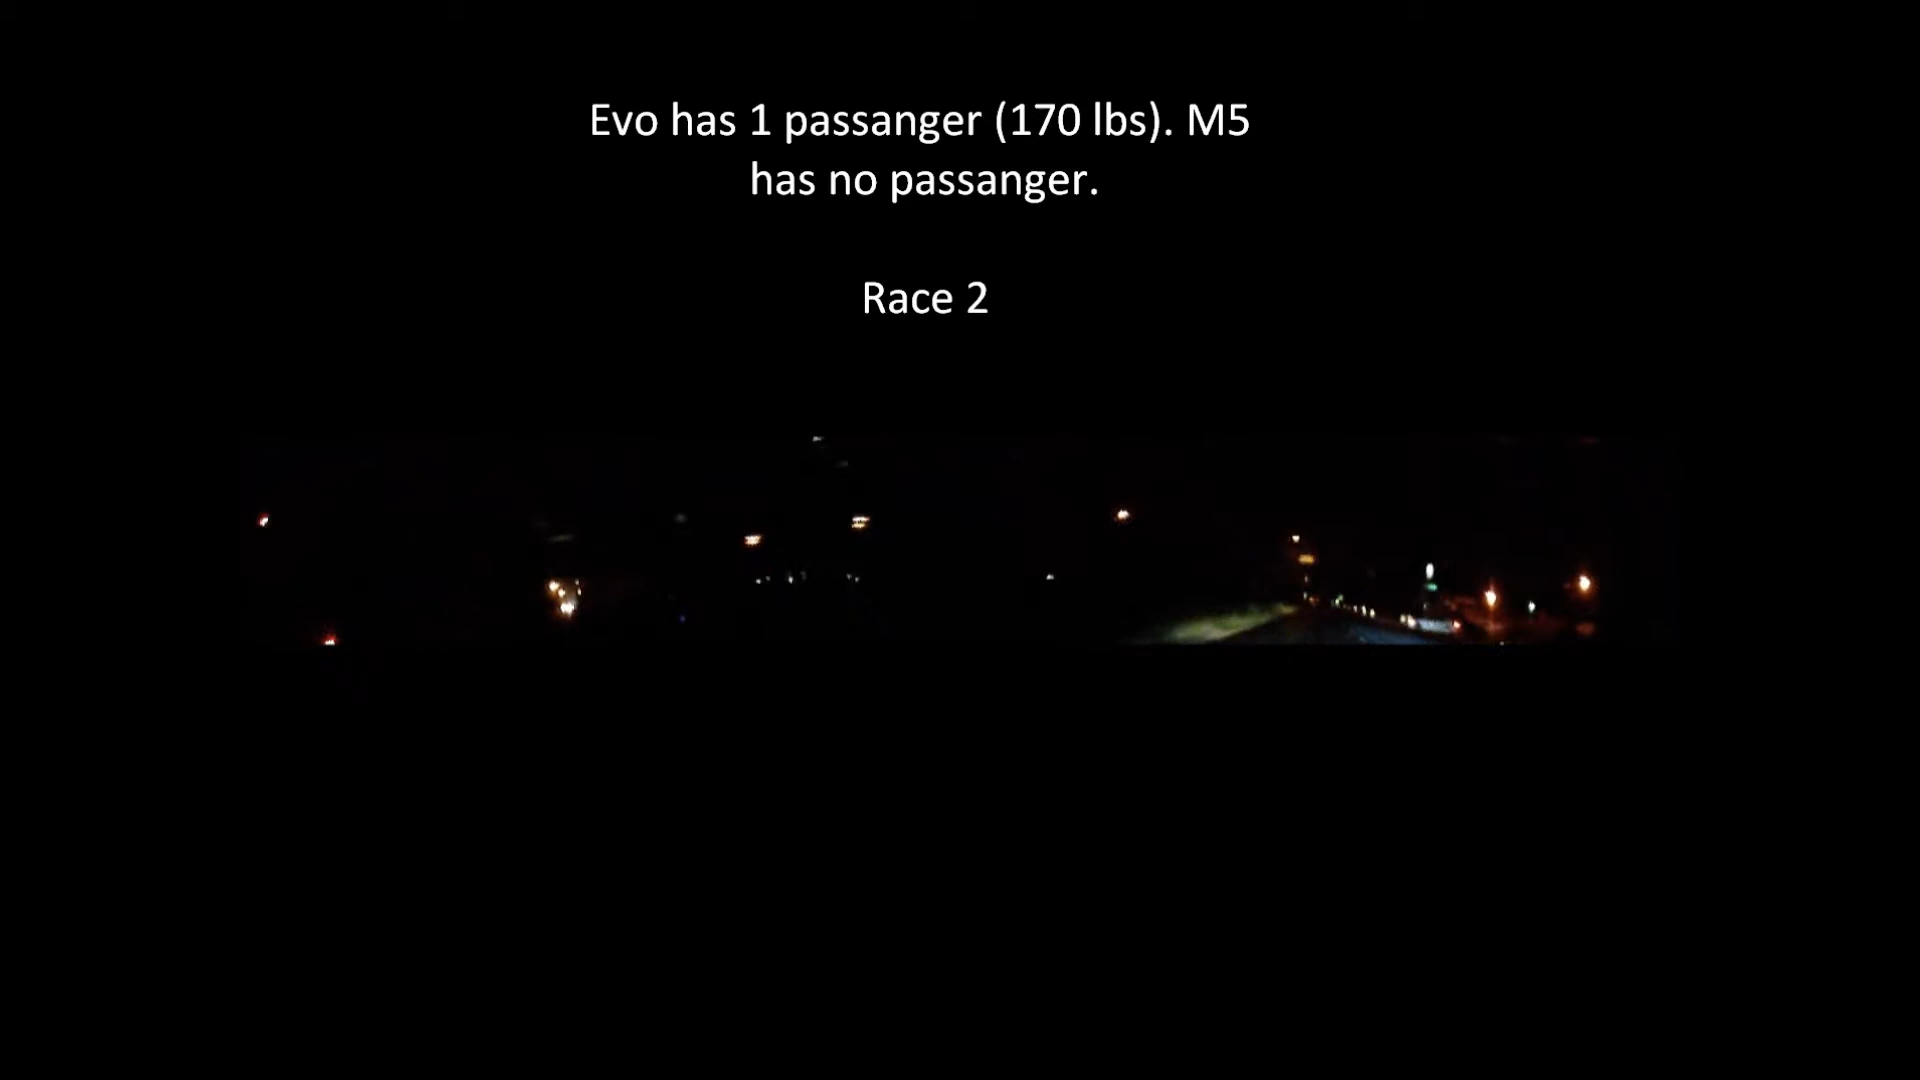 Evo has 1 passanger (170 lbs). M5
has no passanger.
Race 2